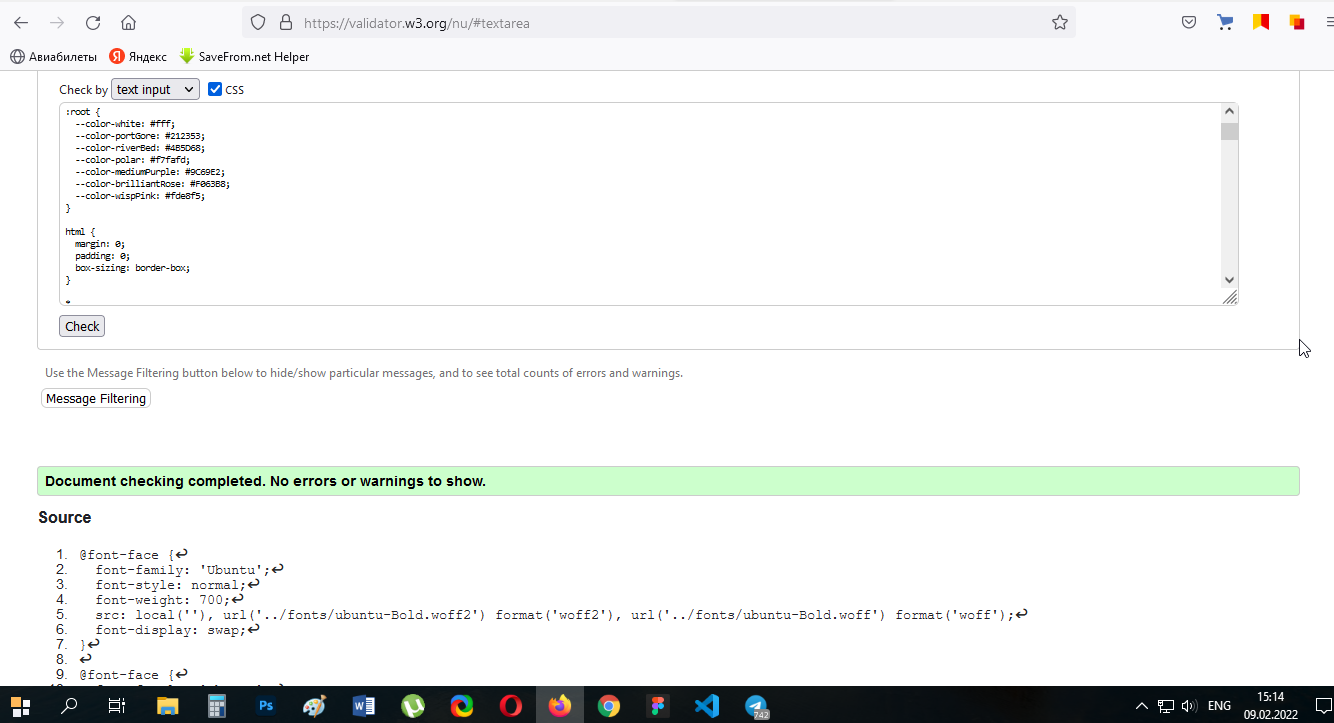 https://validator.w3.org/nu/#textarea
Авиабилеты Яндекс SaveFrom.net Helper
Check by text input CSS
:root {
--color-white: #fff;
--color-portGore: #212353;
--color-riverBed: #4B5D68;
--color-polar: #f7fafd;
--color-mediumPurple: #9C69E2;
--color-brilliantRose: #F063B8;
--color-wispPink: #fde8f5;
}
html {
margin: 0;
padding: 0;
box-sizing: border-box;
}
Check
Use the Message Filtering button below to hide/show particular messages, and to see total counts of errors and warnings.
Message Filtering
Document checking completed. No errors or warnings to show.
Source
1. @font-face {↩
2. font-family: 'Ubuntu';↩
3. font-style: normal;↩
4. font-weight: 700;↩
5. src: local(''), url('../fonts/ubuntu-Bold.woff2') format('woff2'), url('../fonts/ubuntu-Bold.woff') format('woff');↩
6. font-display: swap;↩
7. }↩
8. ↩
9. @font-face {↩
Ps
W
742
ENG
15:14
09.02.2022